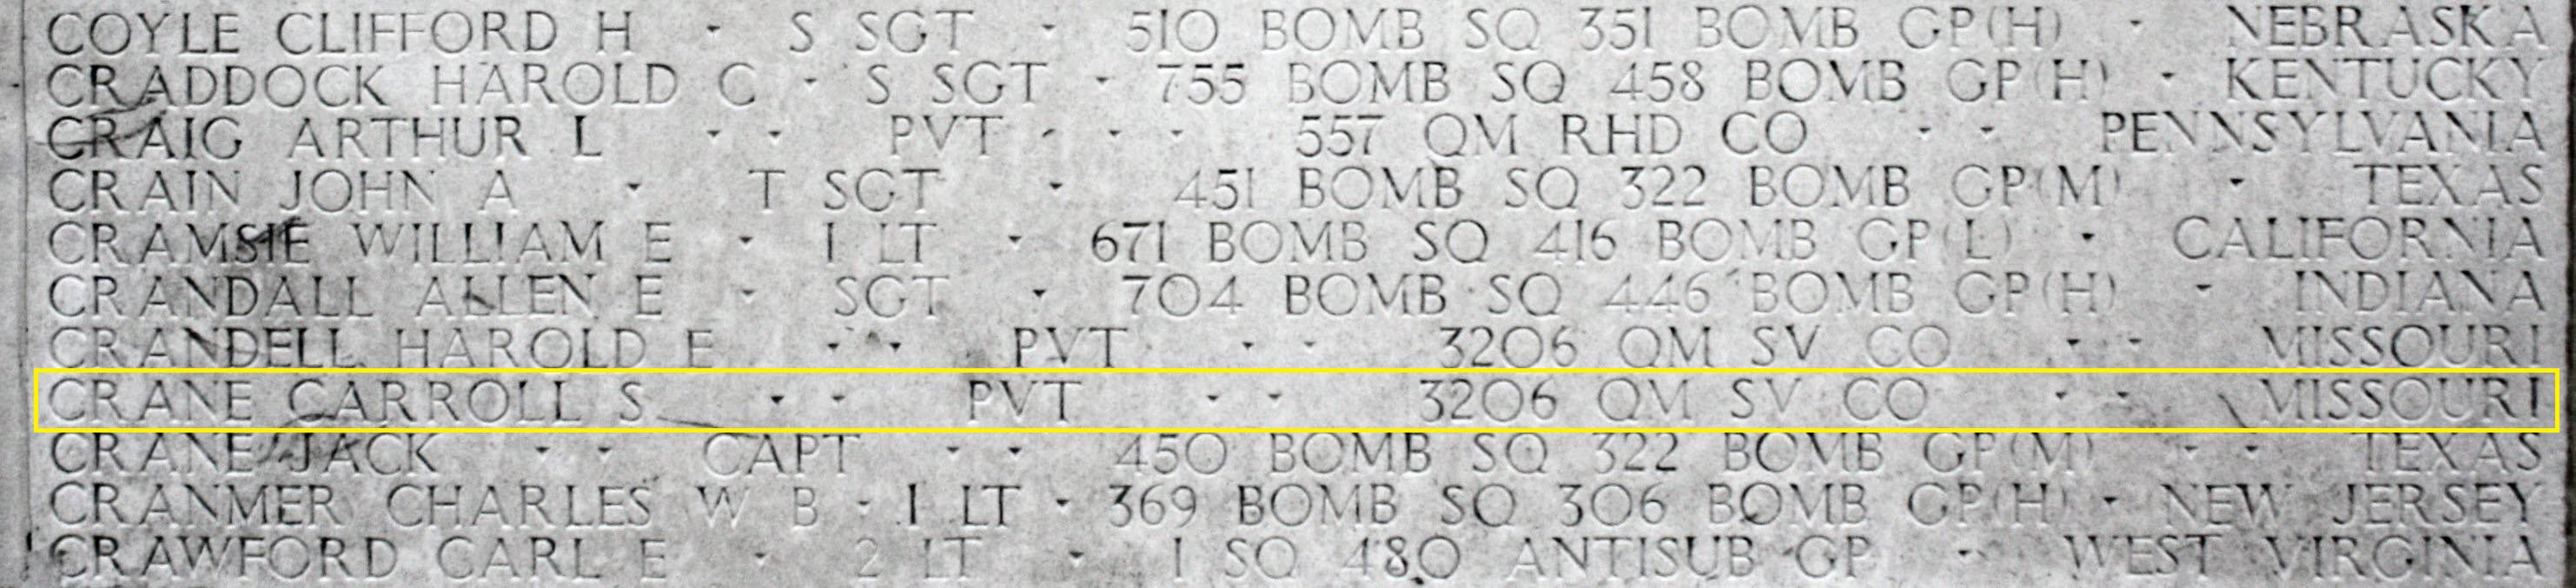 COYLE CLIFFORD H · S SGT · 510 BOMB SQ 351 BOMB GP(H) · NEBRASKA
CRADDOCK HAROLD C · S SGT · 755 BOMB SQ 458 BOMB GP(H) · KENTUCKY
CRAIG ARTHUR L · · PVT · · · 557 QM RHD CO · · PENNSYLVANIA
CRAIN JOHN A · T SGT · 451 BOMB SQ 322 BOMB GP(M) · TEXAS
CRAMSIE WILLIAM E · 1 LT · 671 BOMB SQ 416 BOMB GP(L) · CALIFORNIA
CRANDALL ALLEN E · SGT · 704 BOMB SQ 446 BOMB GP(H) · INDIANA
CRANDELL HAROLD E · · PVT · · 3206 QM SV CO · · MISSOURI
CRANE CARROLL S · · PVT · · 3206 QM SV CO · · MISSOURI
CRANE JACK · · CAPT · · 450 BOMB SQ 322 BOMB GP(M) · · TEXAS
CRANMER CHARLES W B · 1 LT · 369 BOMB SQ 306 BOMB GP(H) · NEW JERSEY
CRAWFORD CARL E · 2 LT · 1 SQ 480 ANTISUB GP · WEST VIRGINIA